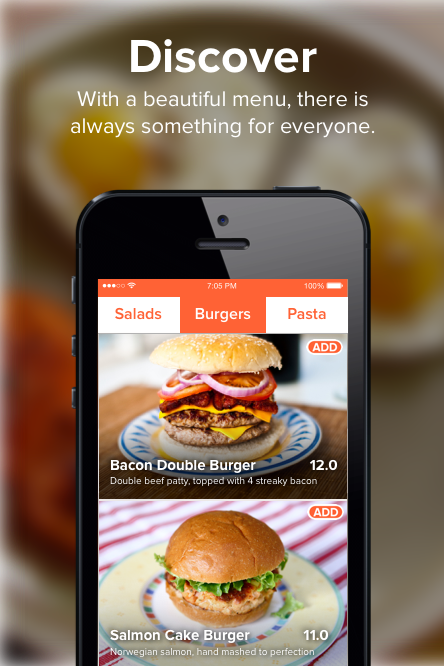 Discover
With a beautiful menu, there is
always something for everyone.
7:05 PM 100%
Salads Burgers Pasta
ADD
Bacon Double Burger 12.0
Double beef patty, topped with 4 streaky bacon
ADD
Salmon Cake Burger 11.0
Norwegian salmon, hand mashed to perfection